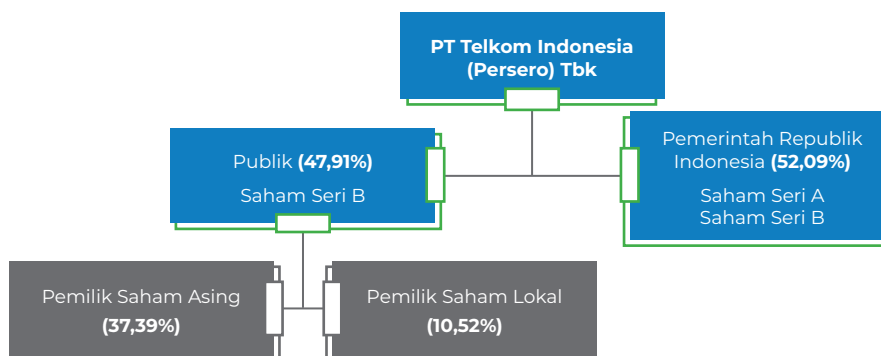 PT Telkom Indonesia
(Persero) Tbk
Publik (47,91%)
Saham Seri B
Pemerintah Republik
Indonesia (52,09%)
Saham Seri A
Saham Seri B
Pemilik Saham Asing
(37,39%)
Pemilik Saham Lokal
(10,52%)